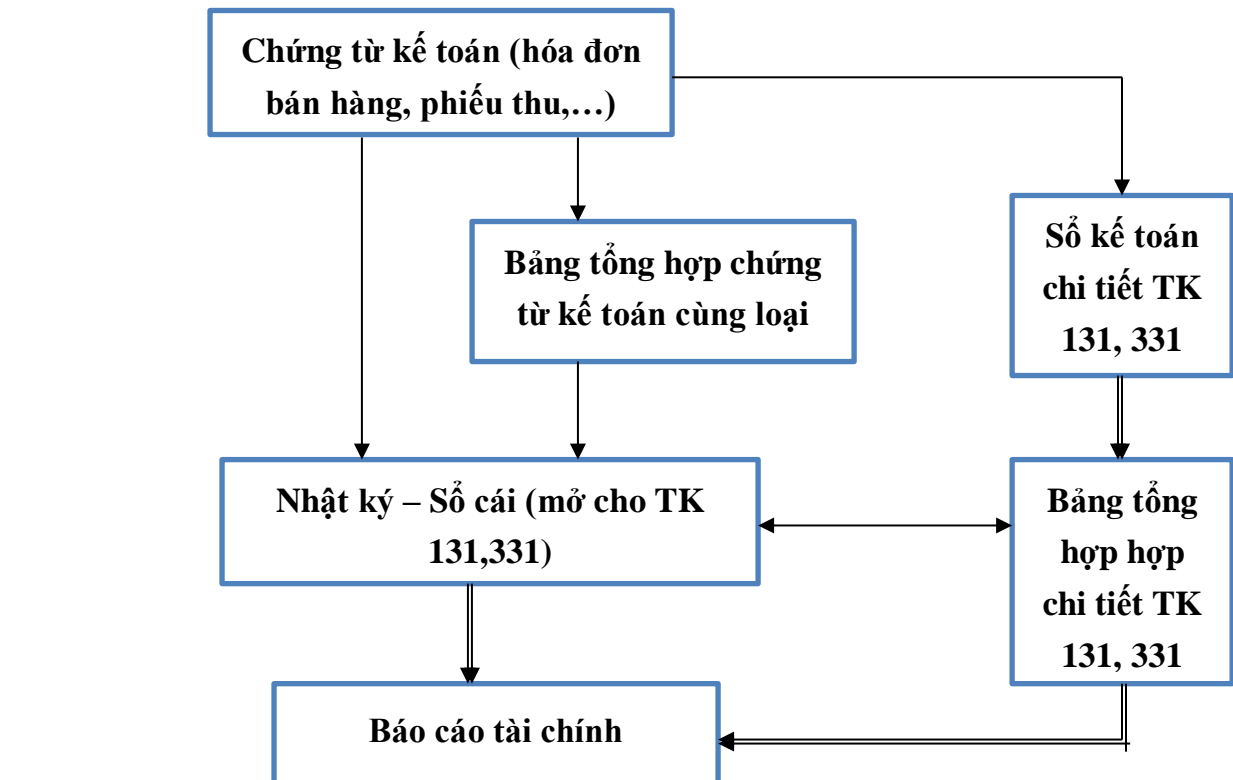 Chứng từ kế toán (hóa đơn
bán hàng, phiếu thu,…)
Bảng tổng hợp chứng
từ kế toán cùng loại
Sổ kế toán
chi tiết TK
131, 331
Nhật ký – Sổ cái (mở cho TK
131,331)
Bảng tổng
hợp hợp
chi tiết TK
131, 331
Báo cáo tài chính